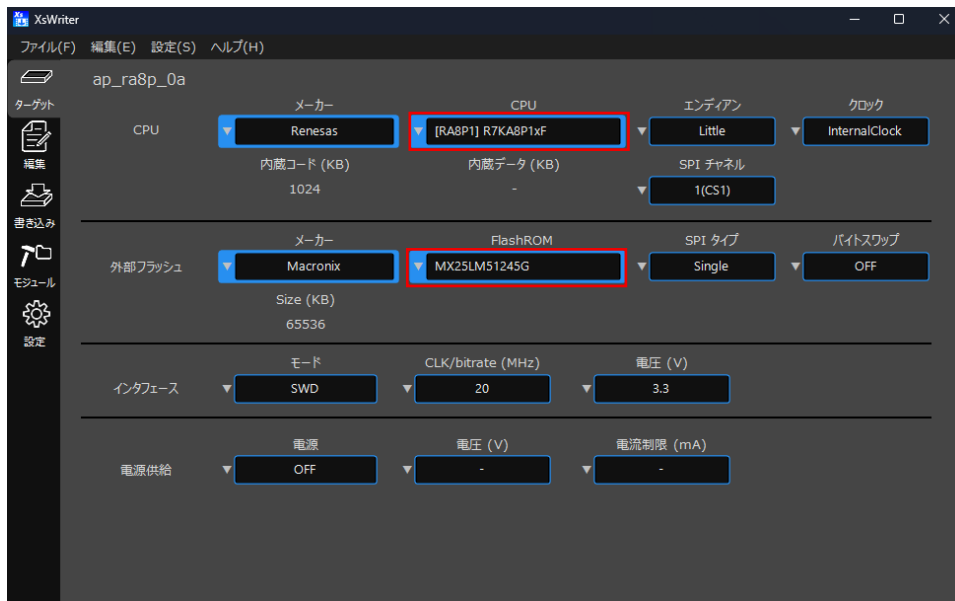 XsWriter
ファイル(F) 編集(E) 設定(S) ヘルプ(H)
ターゲット
編集
書き込み
モジュール
設定
ap_ra8p_0a
メーカー CPU エンディアン クロック
CPU Renesas [RA8P1] R7KA8P1xF Little InternalClock
内蔵コード (KB) 内蔵データ (KB) SPI チャネル
1024 - 1(CS1)
メーカー FlashROM SPI タイプ バイトスワップ
外部フラッシュ Macronix MX25LM51245G Single OFF
Size (KB)
65536
モード CLK/bitrate (MHz) 電圧 (V)
インタフェース SWD 20 3.3
電源 電圧 (V) 電流制限 (mA)
電源供給 OFF - -